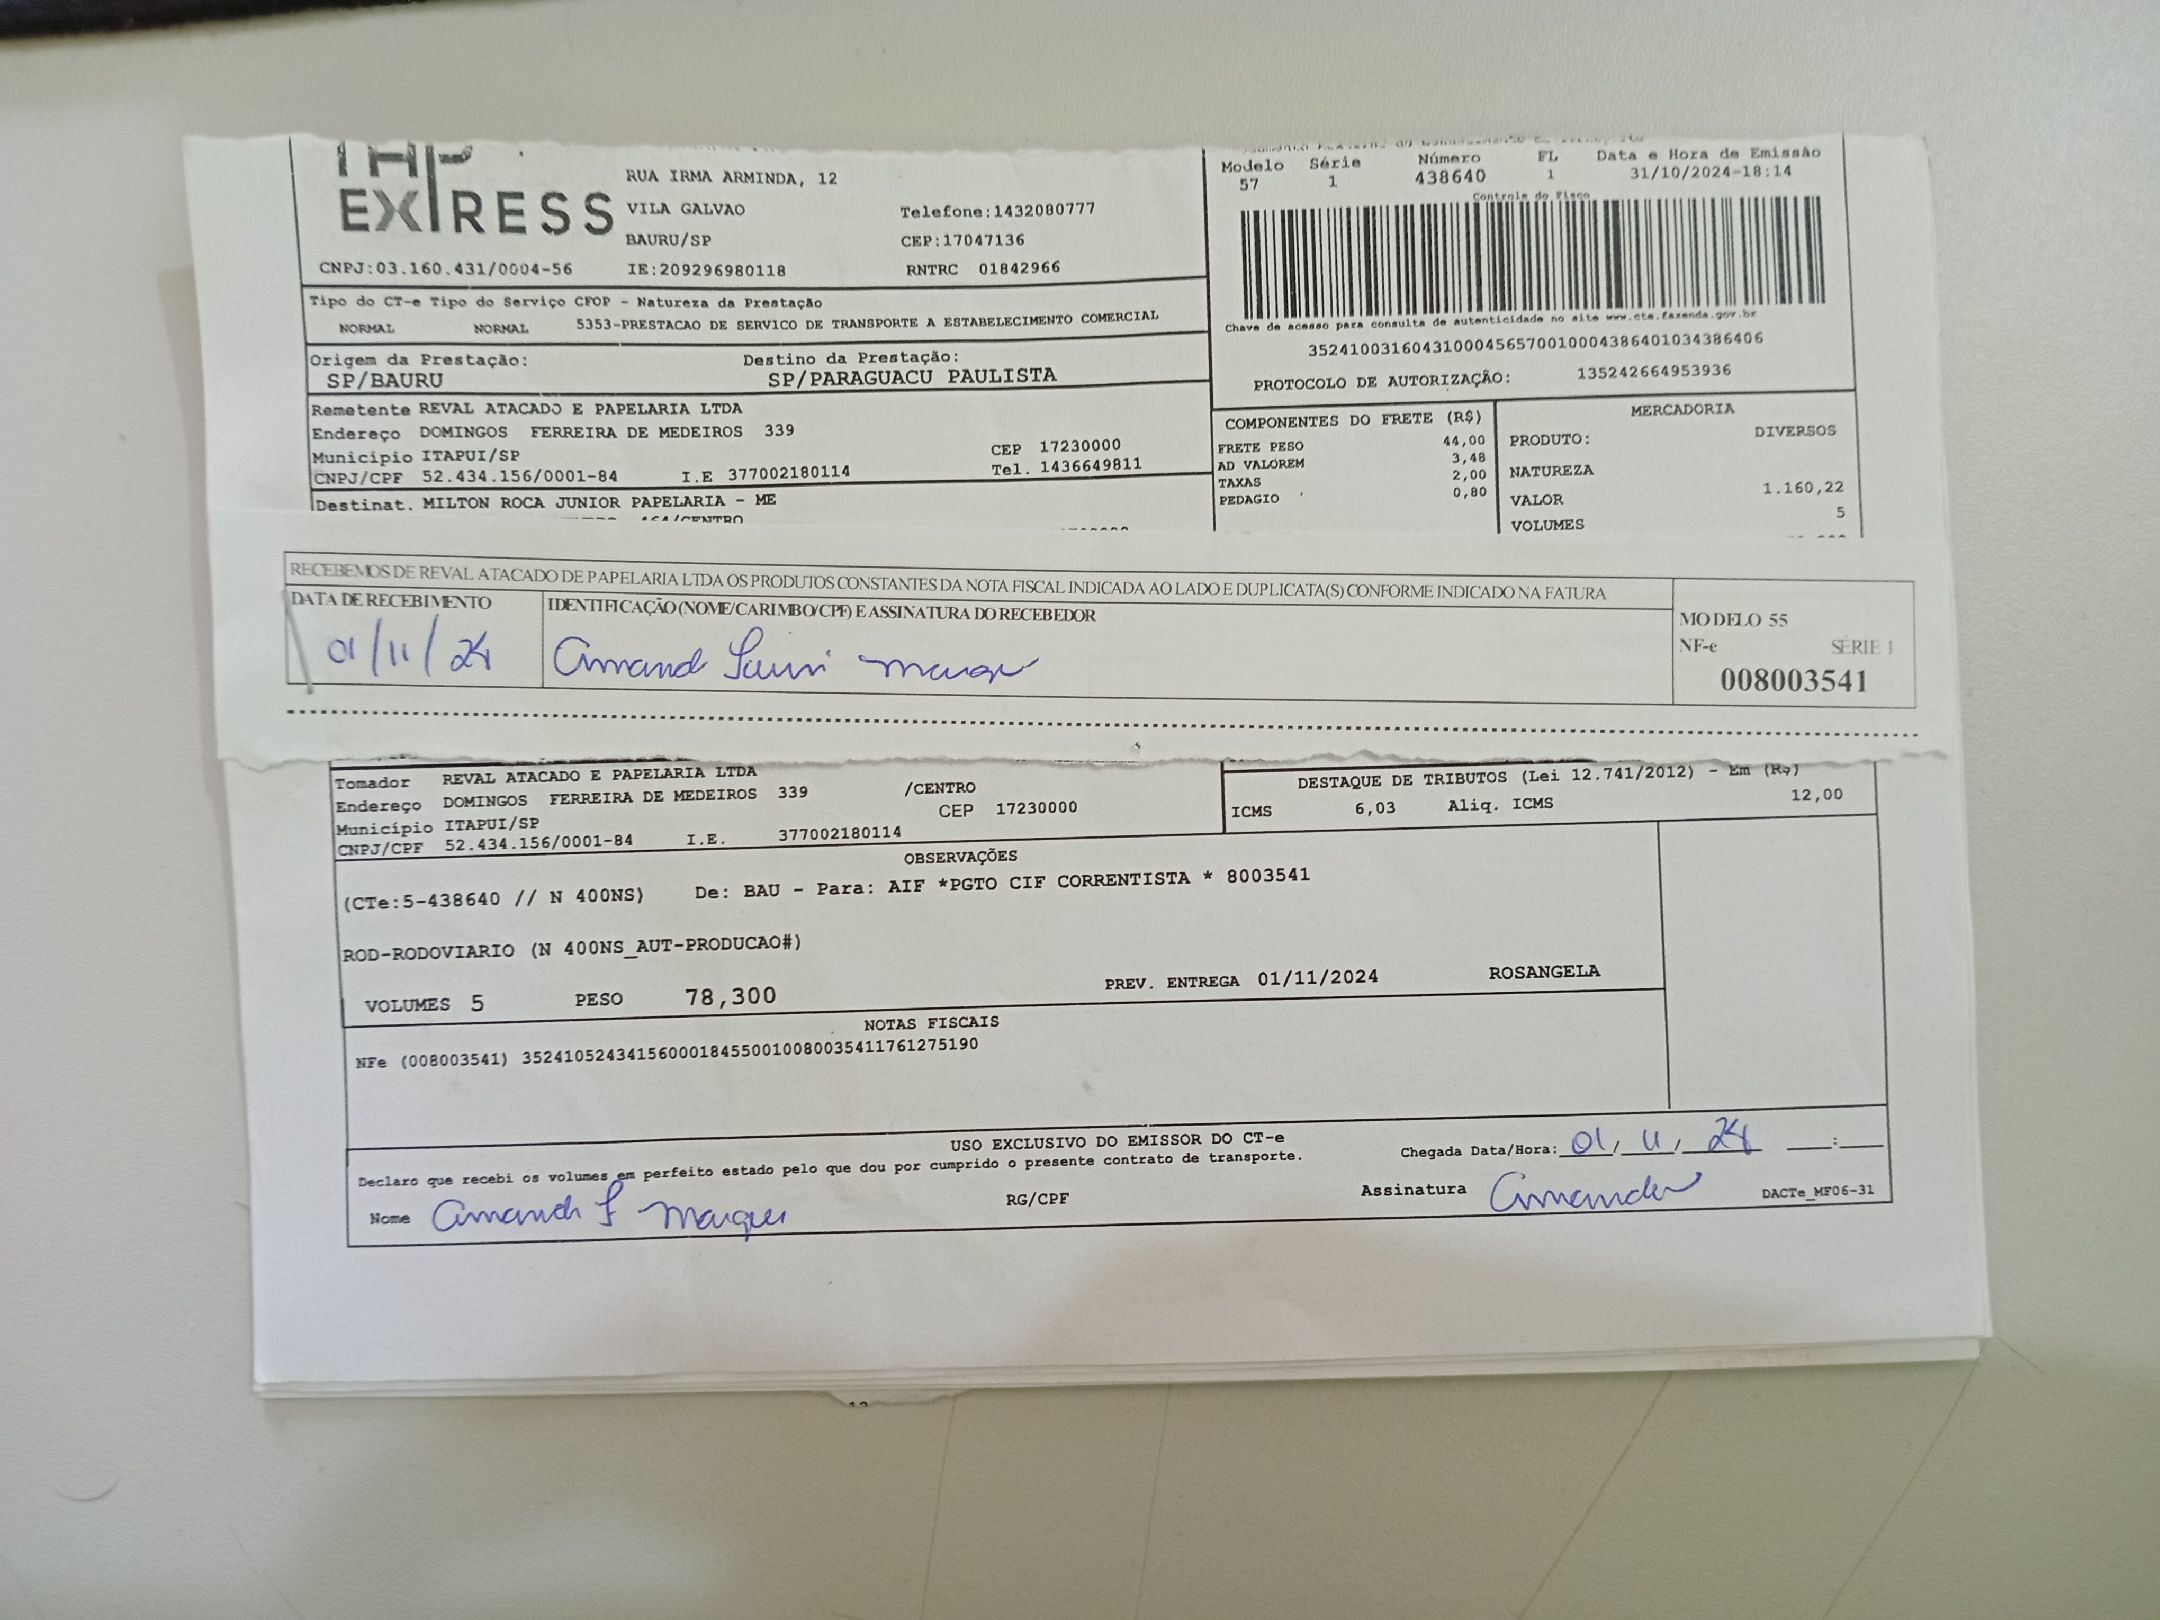 EXPRESS
RUA IRMA ARMINDA, 12
VILA GALVAO Telefone:1432080777
BAURU/SP CEP:17047136
CNPJ:03.160.431/0004-56 IE:209296980118 RNTRC 01842966
Modelo Série Número FL Data e Hora de Emissão
57 1 438640 1 31/10/2024-18:14
Controle do Fisco
Chave de acesso para consulta de autenticidade no site www.cte.fazenda.gov.br
35241003160431000456570010004386401034386406
PROTOCOLO DE AUTORIZAÇÃO: 135242664953936
Tipo do CT-e Tipo do Serviço CFOP - Natureza da Prestação
NORMAL NORMAL 5353-PRESTACAO DE SERVICO DE TRANSPORTE A ESTABELECIMENTO COMERCIAL
Origem da Prestação: Destino da Prestação:
SP/BAURU SP/PARAGUACU PAULISTA
Remetente REVAL ATACADO E PAPELARIA LTDA
Endereço DOMINGOS FERREIRA DE MEDEIROS 339
Município ITAPUI/SP CEP 17230000
CNPJ/CPF 52.434.156/0001-84 I.E 377002180114 Tel. 1436649811
Destinat. MILTON ROCA JUNIOR PAPELARIA - ME
464/CENTRO
COMPONENTES DO FRETE (R$)
FRETE PESO 44,00
AD VALOREM 3,48
TAXAS 2,00
PEDAGIO 0,80
MERCADORIA
PRODUTO: DIVERSOS
NATUREZA
VALOR 1.160,22
VOLUMES 5
RECEBEMOS DE REVAL ATACADO DE PAPELARIA LTDA OS PRODUTOS CONSTANTES DA NOTA FISCAL INDICADA AO LADO E DUPLICATA(S) CONFORME INDICADO NA FATURA
DATA DE RECEBIMENTO IDENTIFICAÇÃO (NOME/CARIMBO/CPF) E ASSINATURA DO RECEBEDOR
01/11/24
MODELO 55
NF-e SÉRIE 1
008003541
Tomador REVAL ATACADO E PAPELARIA LTDA
Endereço DOMINGOS FERREIRA DE MEDEIROS 339 /CENTRO
Município ITAPUI/SP CEP 17230000
CNPJ/CPF 52.434.156/0001-84 I.E. 377002180114
DESTAQUE DE TRIBUTOS (Lei 12.741/2012) - Em (R$)
ICMS 6,03 Aliq. ICMS 12,00
OBSERVAÇÕES
(CTe:5-438640 // N 400NS) De: BAU - Para: AIF *PGTO CIF CORRENTISTA * 8003541
ROD-RODOVIARIO (N 400NS_AUT-PRODUCAO#)
VOLUMES 5 PESO 78,300 PREV. ENTREGA 01/11/2024 ROSANGELA
NOTAS FISCAIS
NFe (008003541) 35241052434156000184550010080035411761275190
USO EXCLUSIVO DO EMISSOR DO CT-e
Declaro que recebi os volumes em perfeito estado pelo que dou por cumprido o presente contrato de transporte.
Chegada Data/Hora: 01/11/24 :
Nome Amanda S Marques RG/CPF Assinatura Amanda DACTe_MF06-31